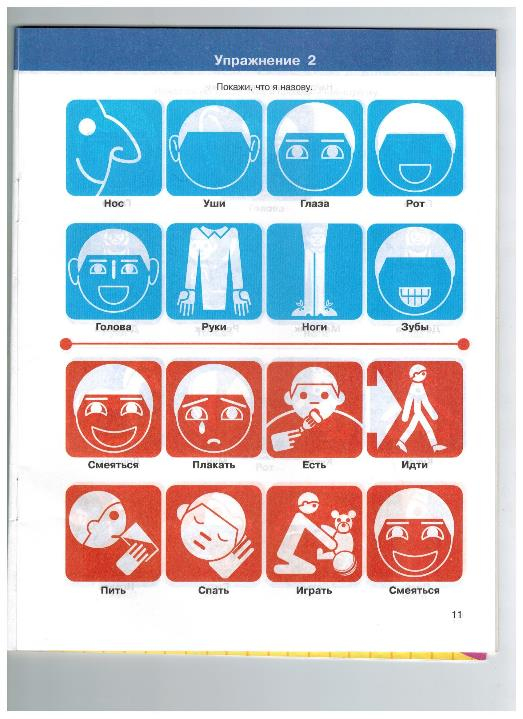 Упражнение 2
Покажи, что я назову.
Нос Уши Глаза Рот
Голова Руки Ноги Зубы
Смеяться Плакать Есть Идти
Пить Спать Играть Смеяться
11